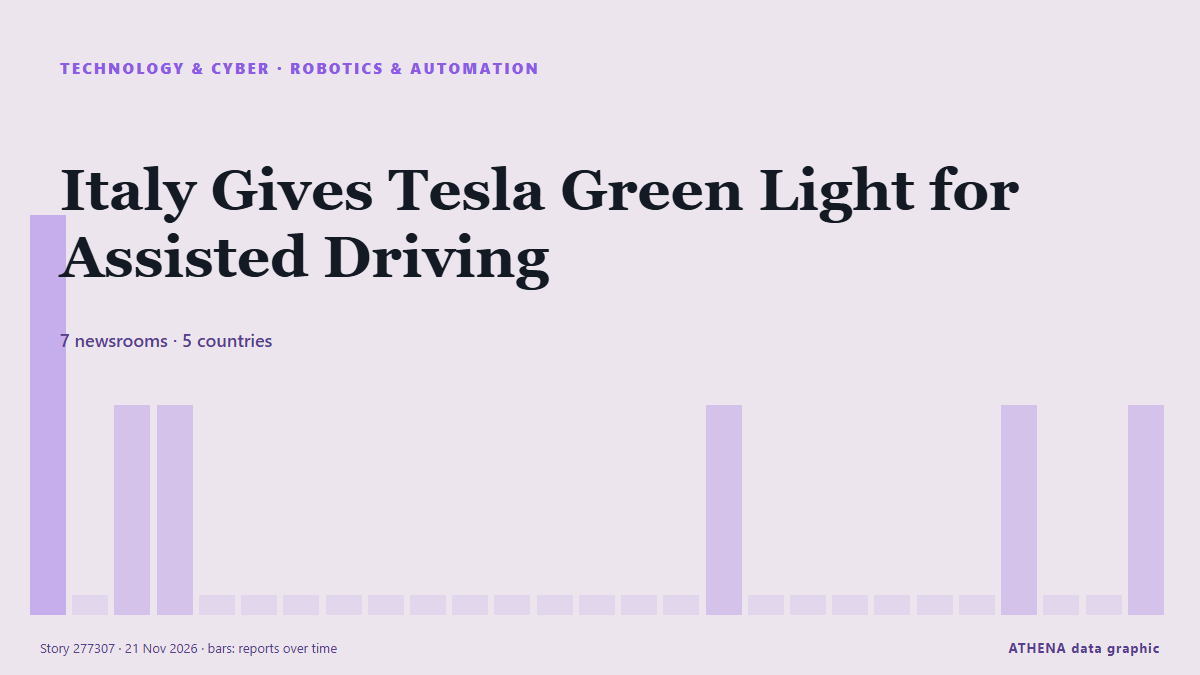 TECHNOLOGY & CYBER · ROBOTICS & AUTOMATION
Italy Gives Tesla Green Light for
Assisted Driving
7 newsrooms · 5 countries
Story 277307 · 21 Nov 2026 · bars: reports over time
ATHENA data graphic